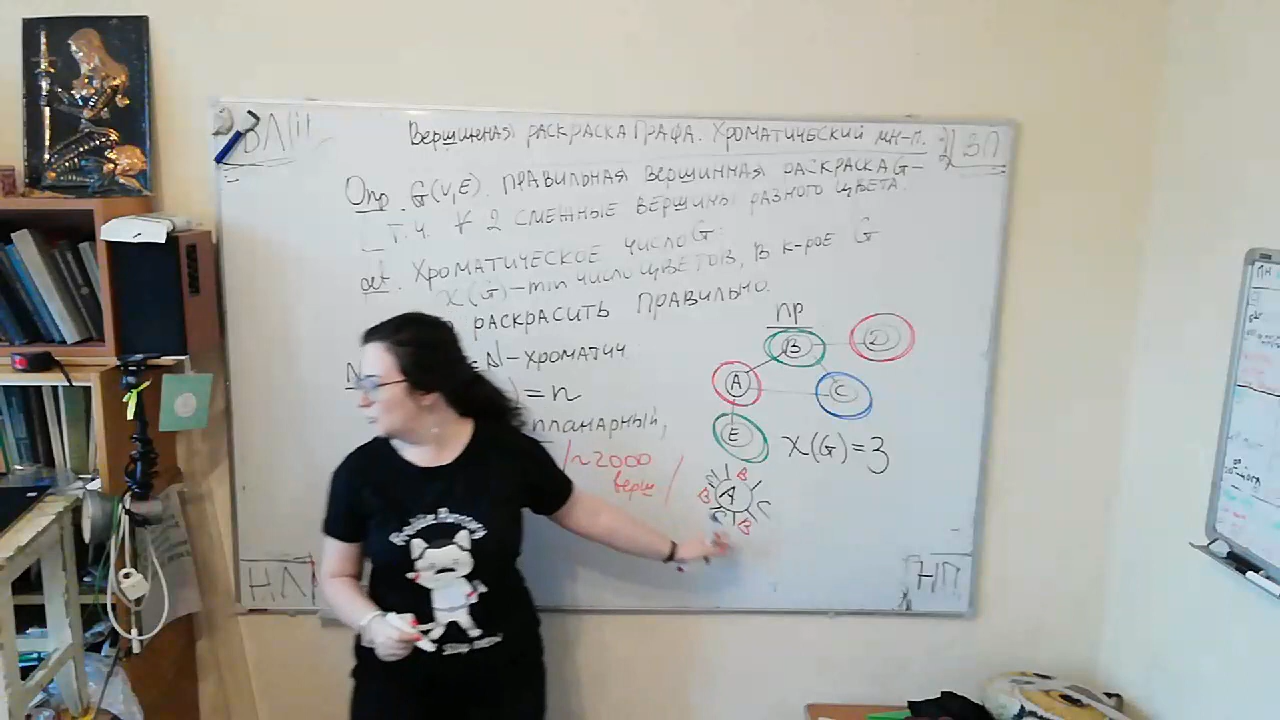 ВЛ
ВЕРШИННАЯ РАСКРАСКА ГРАФА. ХРОМАТИЧЕСКИЙ МН-Л.
Опр. G(V,E). ПРАВИЛЬНАЯ ВЕРШИННАЯ РАСКРАСКА G-
Т.Ч. ∀ 2 СМЕЖНЫЕ ВЕРШИНЫ РАЗНОГО ЦВЕТА.
def. ХРОМАТИЧЕСКОЕ ЧИСЛО G:
χ(G)-min ЧИСЛО ЦВЕТОВ, В К-РОЕ G
РАСКРАСИТЬ ПРАВИЛЬНО.
ПР
N-ХРОМАТИЧ
= n
планарный,
/~2000
верш/
B
D
A
C
E
χ(G)=3
B
B
A
C
C
B
НЛ
НП